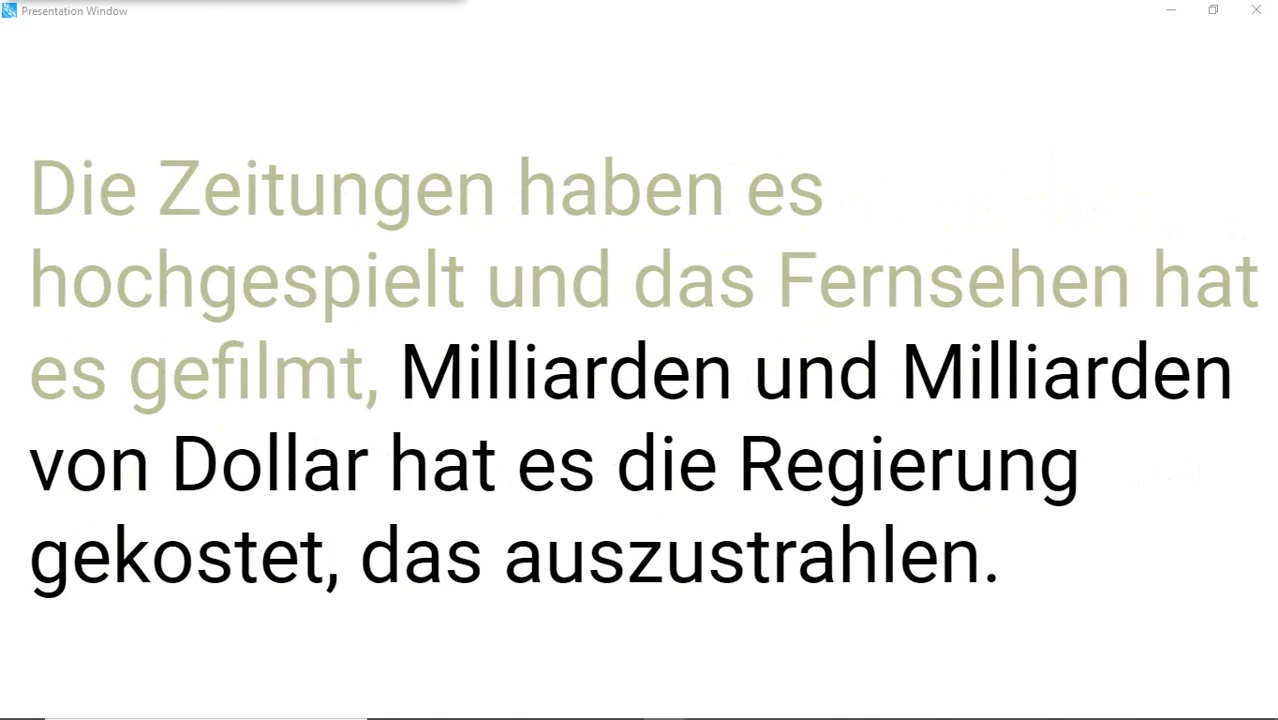 Presentation Window
Die Zeitungen haben es
hochgespielt und das Fernsehen hat
es gefilmt, Milliarden und Milliarden
von Dollar hat es die Regierung
gekostet, das auszustrahlen.